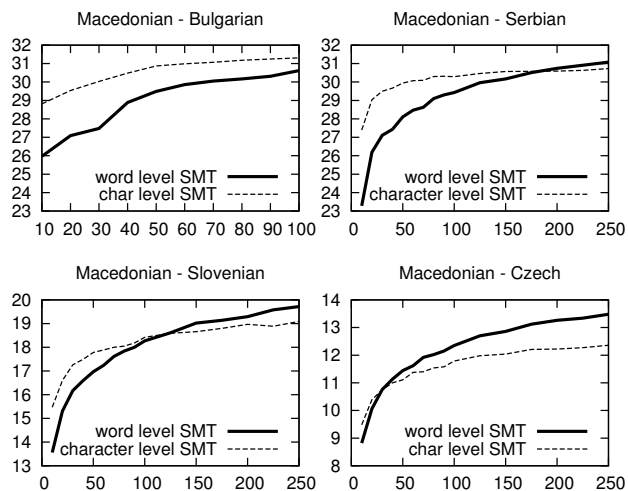 Macedonian - Bulgarian
32
31
30
29
28
27
26
25
24
23
word level SMT
char level SMT
10 20 30 40 50 60 70 80 90 100
Macedonian - Serbian
32
31
30
29
28
27
26
25
24
23
word level SMT
character level SMT
0 50 100 150 200 250
Macedonian - Slovenian
20
19
18
17
16
15
14
13
word level SMT
character level SMT
0 50 100 150 200 250
Macedonian - Czech
14
13
12
11
10
9
8
word level SMT
char level SMT
0 50 100 150 200 250